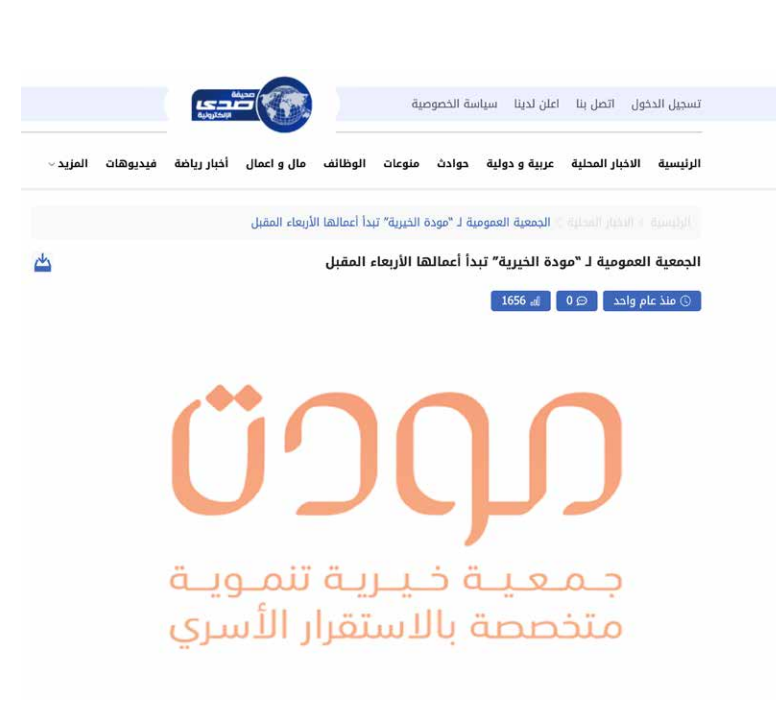 تسجيل الدخول اتصل بنا اعلن لدينا سياسة الخصوصية
صحيفة
صدى
الإلكترونية
الرئيسية الاخبار المحلية عربية و دولية حوادث منوعات الوظائف مال و اعمال أخبار رياضة فيديوهات المزيد
الرئيسية الاخبار المحلية الجمعية العمومية لـ “مودة الخيرية” تبدأ أعمالها الأربعاء المقبل
الجمعية العمومية لـ “مودة الخيرية” تبدأ أعمالها الأربعاء المقبل
منذ عام واحد 0 1656
مودة
جمعية خيرية تنموية
متخصصة بالاستقرار الأسري